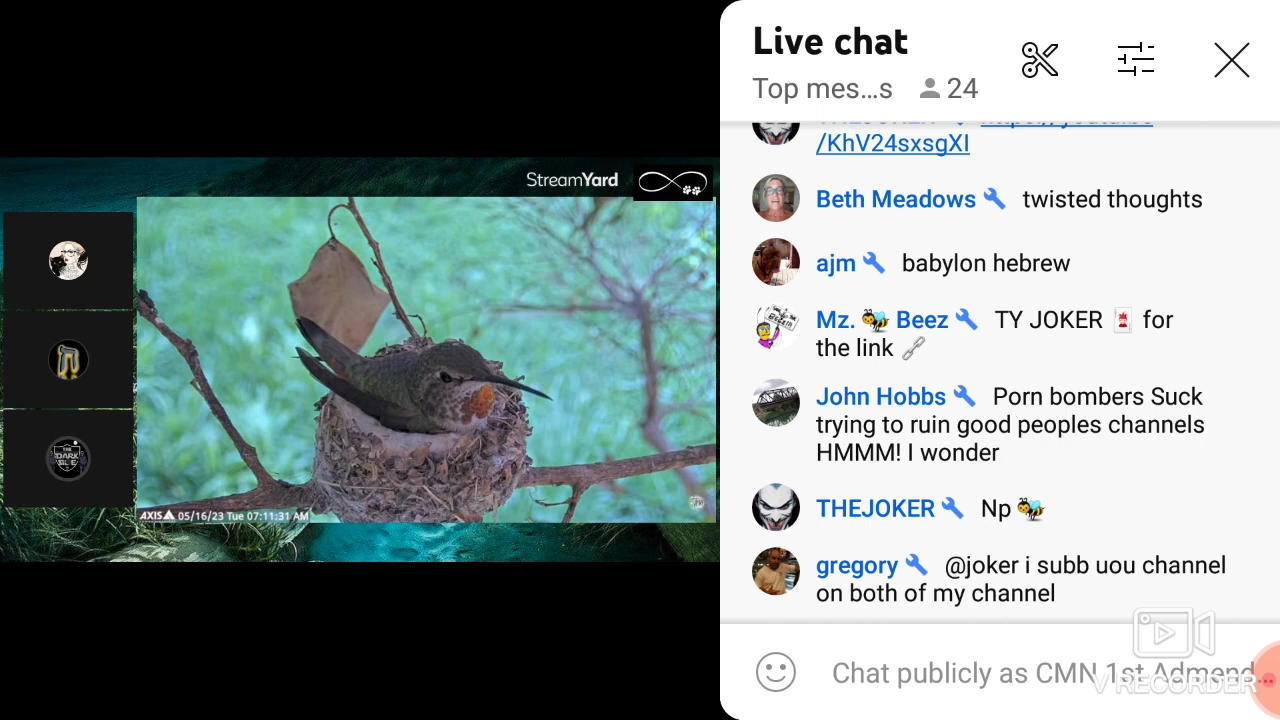 Live chat
Top mes...s 24
/KhV24sxsgXI
StreamYard
Beth Meadows twisted thoughts
ajm babylon hebrew
Mz. Beez TY JOKER for
the link
John Hobbs Porn bombers Suck
trying to ruin good peoples channels
HMMM! I wonder
THE DARK
AXIS 05/16/23 Tue 07:11:31 AM
THEJOKER Np
gregory @joker i subb uou channel
on both of my channel
Chat publicly as CMN 1st Admend...
V RECORDER